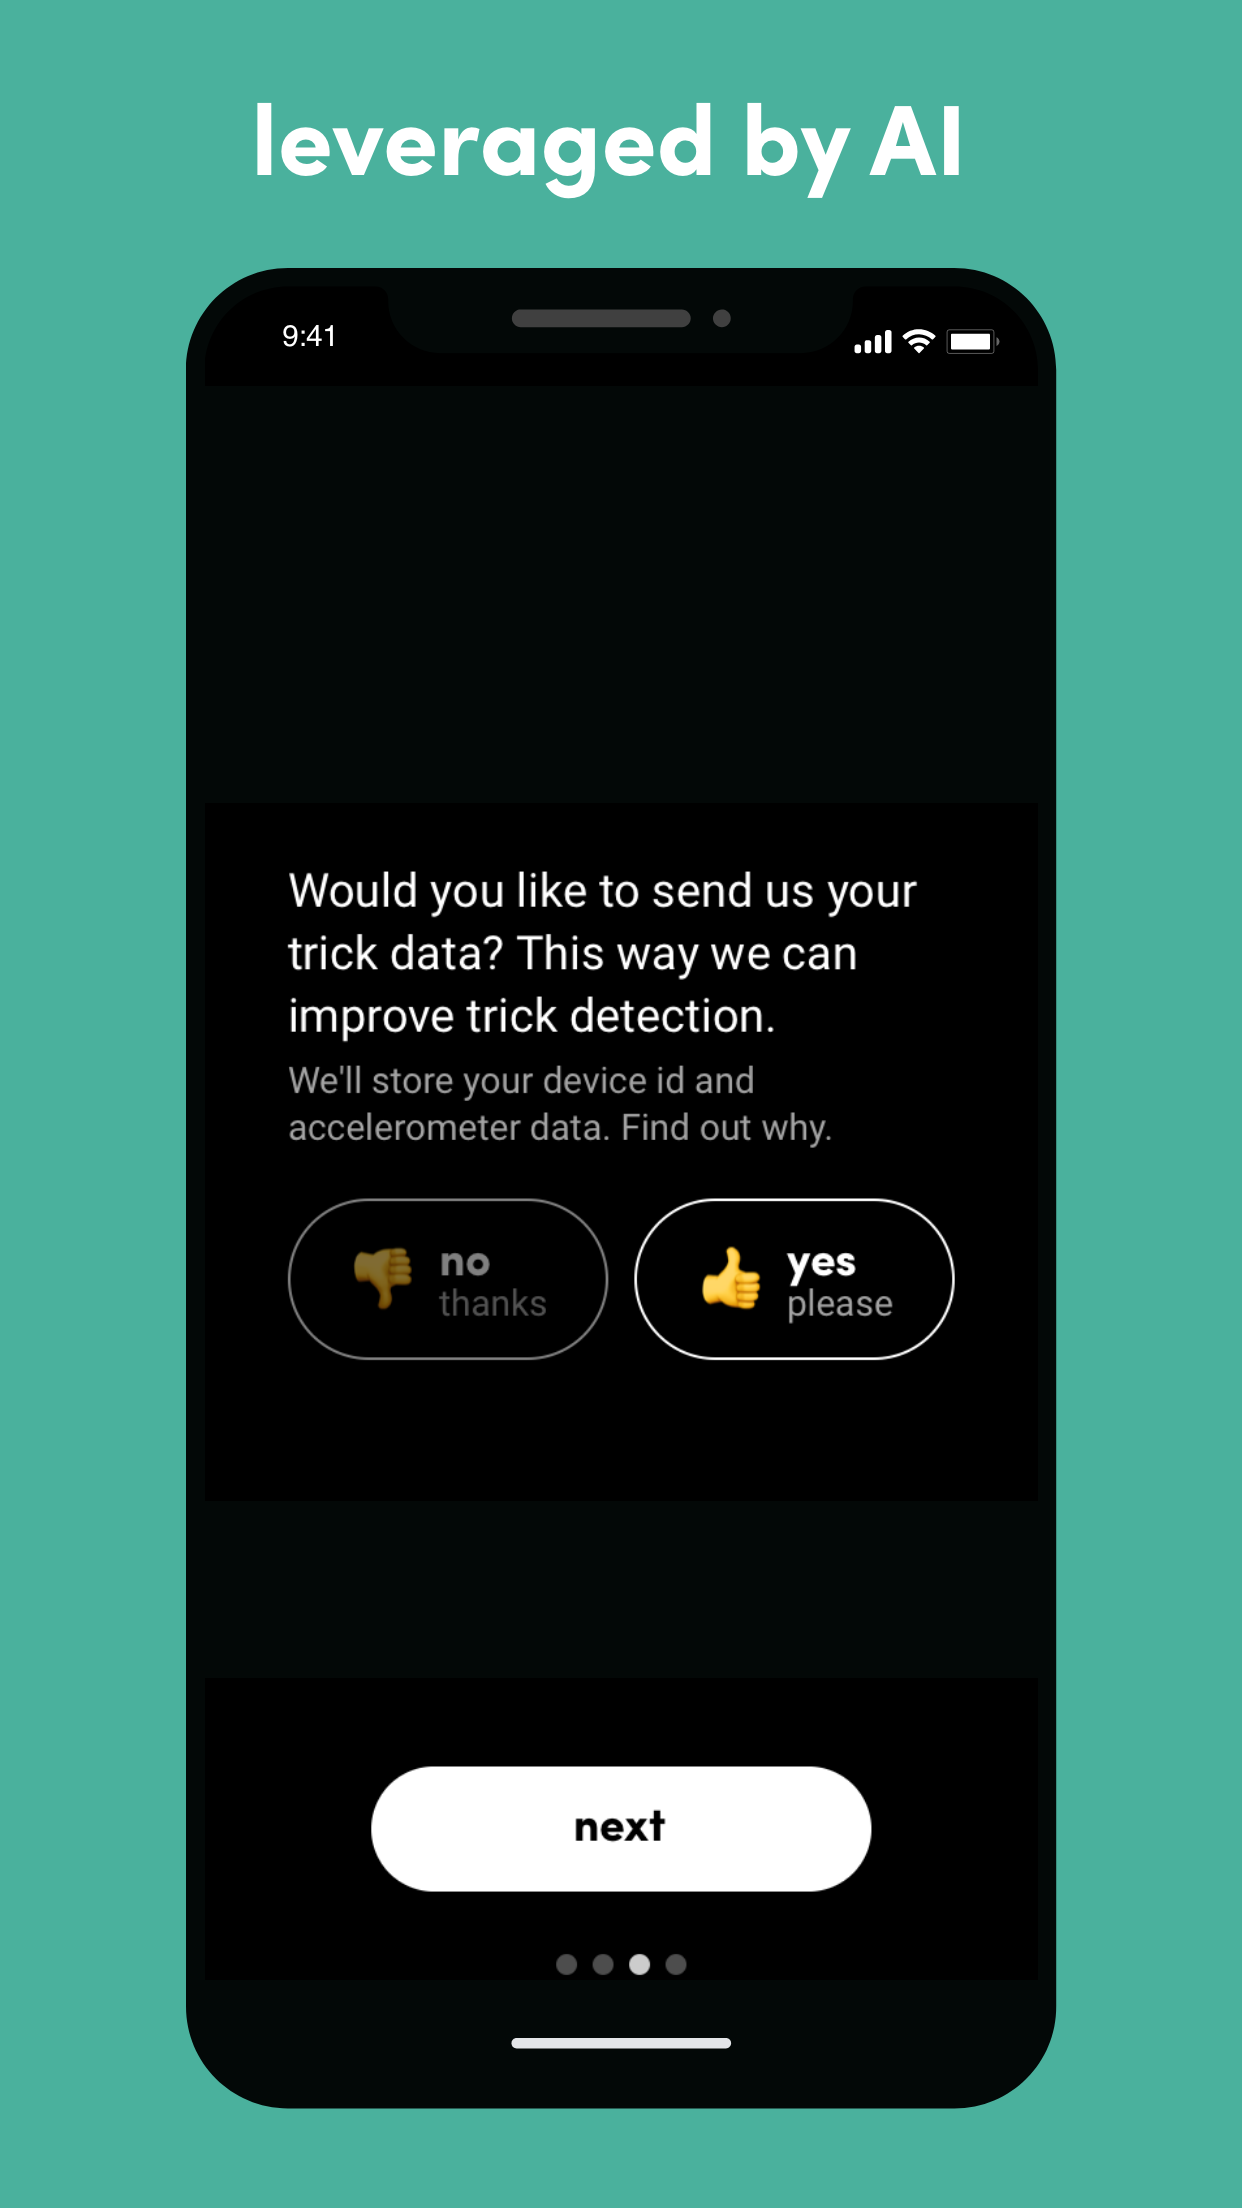 leveraged by AI
9:41
Would you like to send us your
trick data? This way we can
improve trick detection.
We'll store your device id and
accelerometer data. Find out why.
no
thanks
yes
please
next